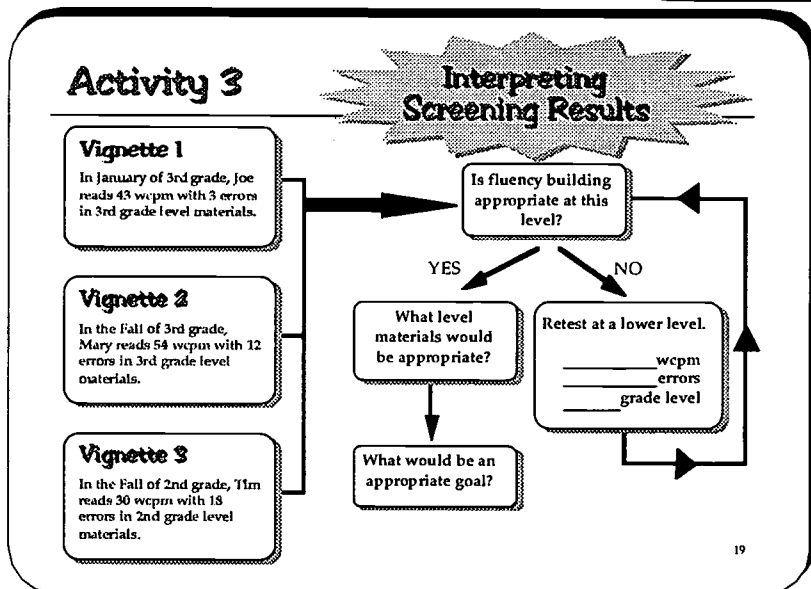 Activity 3
Interpreting
Screening Results
Vignette 1
In January of 3rd grade, Joe
reads 43 wcpm with 3 errors
in 3rd grade level materials.
Vignette 2
In the Fall of 3rd grade,
Mary reads 54 wcpm with 12
errors in 3rd grade level
materials.
Vignette 3
In the Fall of 2nd grade, Tim
reads 30 wcpm with 18
errors in 2nd grade level
materials.
Is fluency building
appropriate at this
level?
YES
NO
What level
materials would
be appropriate?
What would be an
appropriate goal?
Retest at a lower level.
wcpm
errors
grade level
19